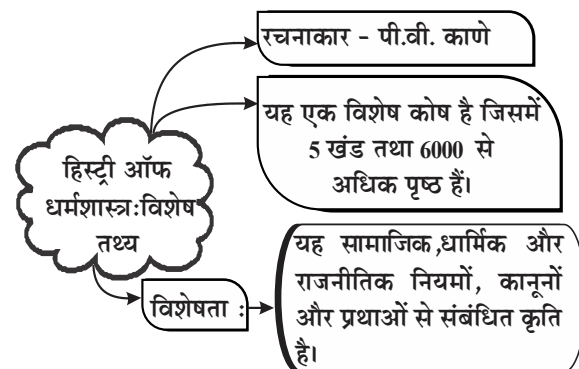 रचनाकार - पी.वी. काणे
यह एक विशेष कोष है जिसमें
5 खंड तथा 6000 से
अधिक पृष्ठ हैं।
हिस्ट्री ऑफ
धर्मशास्त्र:विशेष
तथ्य
विशेषता :
यह सामाजिक,धार्मिक और
राजनीतिक नियमों, कानूनों
और प्रथाओं से संबंधित कृति
है।